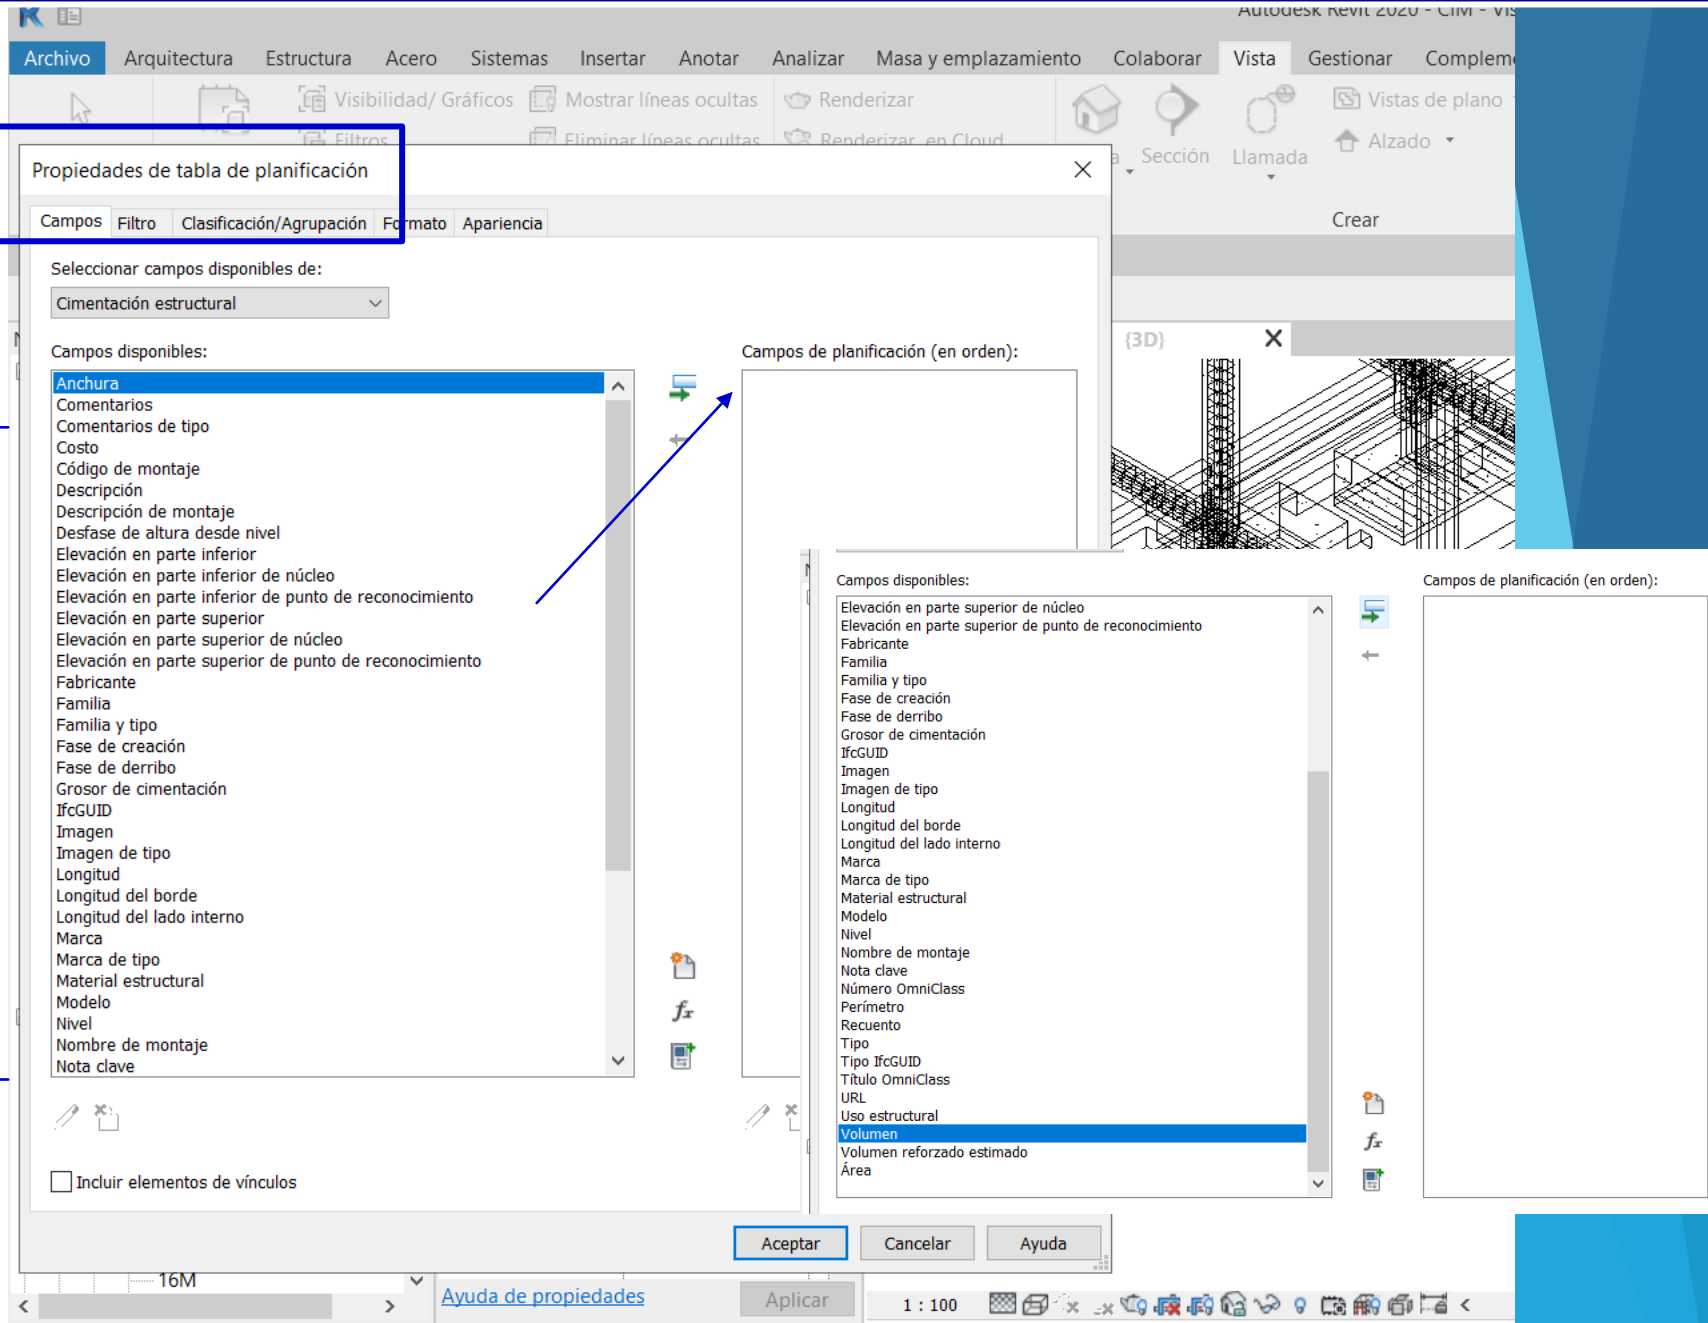 Autodesk Revit 2020 - CIM - Vis
Archivo Arquitectura Estructura Acero Sistemas Insertar Anotar Analizar Masa y emplazamiento Colaborar Vista Gestionar Complem
Visibilidad/ Gráficos Mostrar líneas ocultas Renderizar Vistas de plano
Filtros Eliminar líneas ocultas Renderizar en Cloud Sección Llamada Alzado
Crear
Propiedades de tabla de planificación
Campos Filtro Clasificación/Agrupación Formato Apariencia
Seleccionar campos disponibles de:
Cimentación estructural
{3D}
Campos disponibles: Campos de planificación (en orden):
Anchura
Comentarios
Comentarios de tipo
Costo
Código de montaje
Descripción
Descripción de montaje
Desfase de altura desde nivel
Elevación en parte inferior
Elevación en parte inferior de núcleo
Elevación en parte inferior de punto de reconocimiento
Elevación en parte superior
Elevación en parte superior de núcleo
Elevación en parte superior de punto de reconocimiento
Fabricante
Familia
Familia y tipo
Fase de creación
Fase de derribo
Grosor de cimentación
IfcGUID
Imagen
Imagen de tipo
Longitud
Longitud del borde
Longitud del lado interno
Marca
Marca de tipo
Material estructural
Modelo
Nivel
Nombre de montaje
Nota clave
fx
Incluir elementos de vínculos
Campos disponibles: Campos de planificación (en orden):
Elevación en parte superior de núcleo
Elevación en parte superior de punto de reconocimiento
Fabricante
Familia
Familia y tipo
Fase de creación
Fase de derribo
Grosor de cimentación
IfcGUID
Imagen
Imagen de tipo
Longitud
Longitud del borde
Longitud del lado interno
Marca
Marca de tipo
Material estructural
Modelo
Nivel
Nombre de montaje
Nota clave
Número OmniClass
Perímetro
Recuento
Tipo
Tipo IfcGUID
Título OmniClass
URL
Uso estructural
Volumen
Volumen reforzado estimado
Área
fx
Aceptar Cancelar Ayuda
16M
Ayuda de propiedades Aplicar 1 : 100